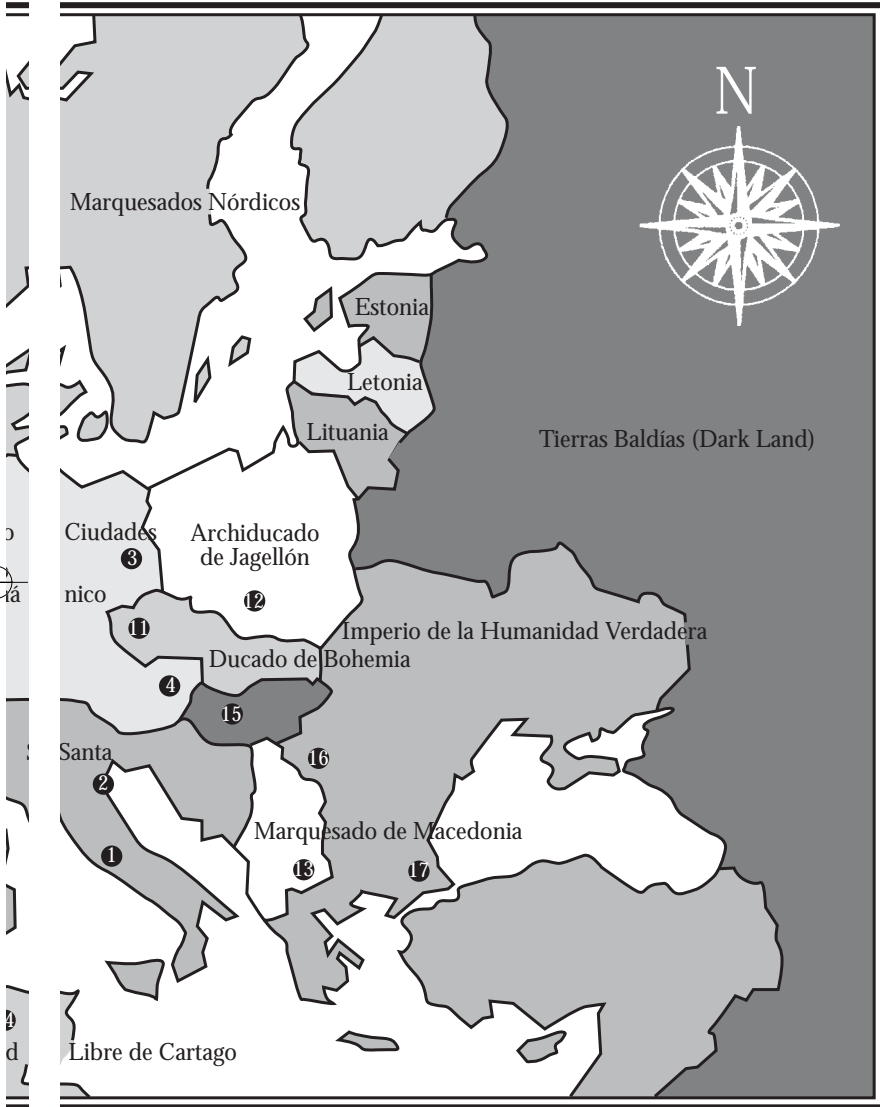 N
Marquesados Nórdicos
Estonia
Letonia
Lituania
Tierras Baldías (Dark Land)
o Ciudades
Archiducado
de Jagellón
3
iá nico
12
11
Imperio de la Humanidad Verdadera
Ducado de Bohemia
4
15
Santa
16
2
Marquesado de Macedonia
1
13
17
4
d Libre de Cartago